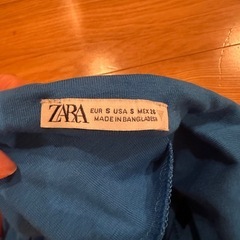 ZARA
EUR S USA S MEX 26
MADE IN BANGLADESH